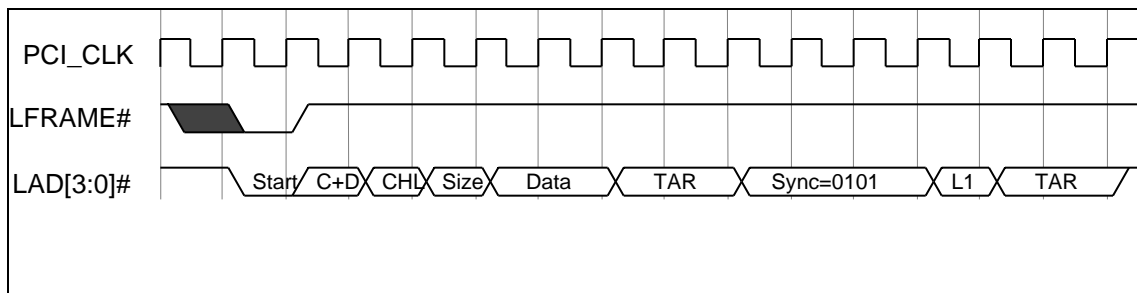 PCI_CLK
LFRAME#
LAD[3:0]# Start C+D CHL Size Data TAR Sync=0101 L1 TAR